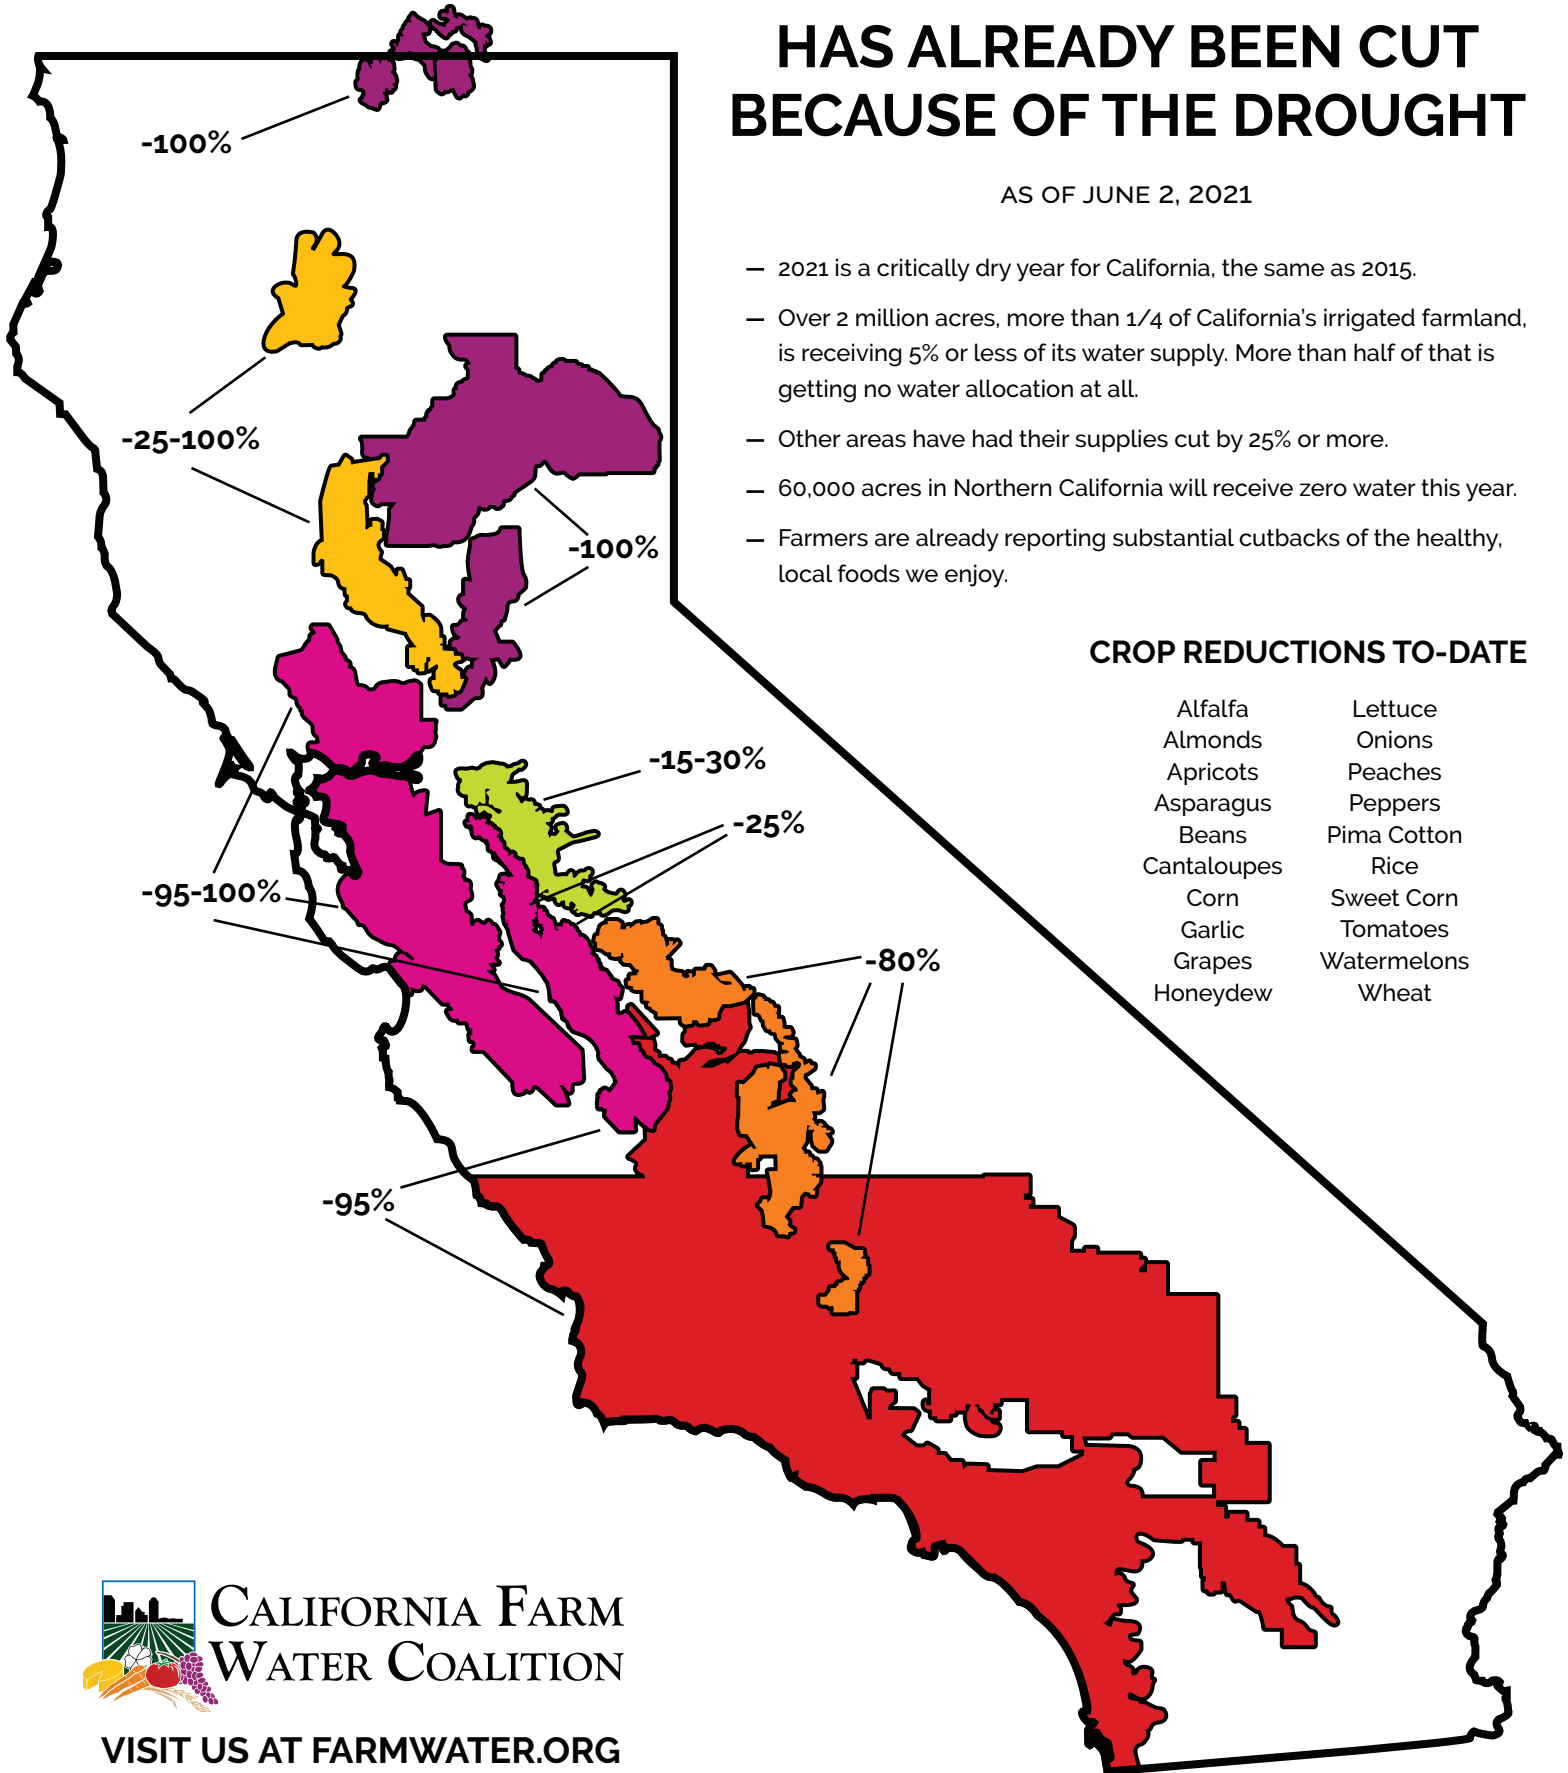 HAS ALREADY BEEN CUT
BECAUSE OF THE DROUGHT
AS OF JUNE 2, 2021
– 2021 is a critically dry year for California, the same as 2015.
– Over 2 million acres, more than 1/4 of California's irrigated farmland,
is receiving 5% or less of its water supply. More than half of that is
getting no water allocation at all.
– Other areas have had their supplies cut by 25% or more.
– 60,000 acres in Northern California will receive zero water this year.
– Farmers are already reporting substantial cutbacks of the healthy,
local foods we enjoy.
CROP REDUCTIONS TO-DATE
Alfalfa
Almonds
Apricots
Asparagus
Beans
Cantaloupes
Corn
Garlic
Grapes
Honeydew
Lettuce
Onions
Peaches
Peppers
Pima Cotton
Rice
Sweet Corn
Tomatoes
Watermelons
Wheat
-100%
-25-100%
-100%
-15-30%
-25%
-95-100%
-80%
-95%
CALIFORNIA FARM
WATER COALITION
VISIT US AT FARMWATER.ORG